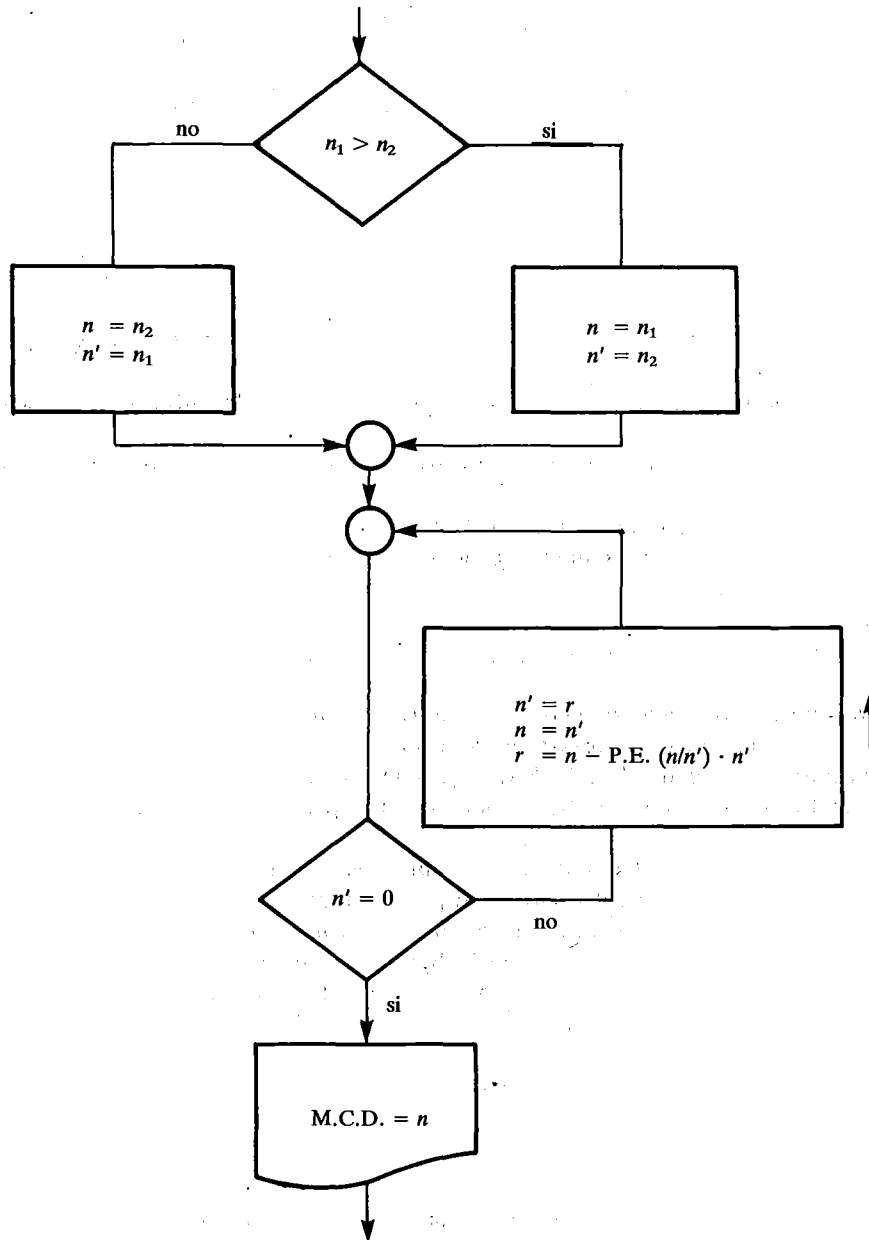 n₁ > n₂
no
si
n = n₂
n' = n₁
n = n₁
n' = n₂
n' = r
n = n'
r = n – P.E. (n/n') · n'
n' = 0
no
si
M.C.D. = n